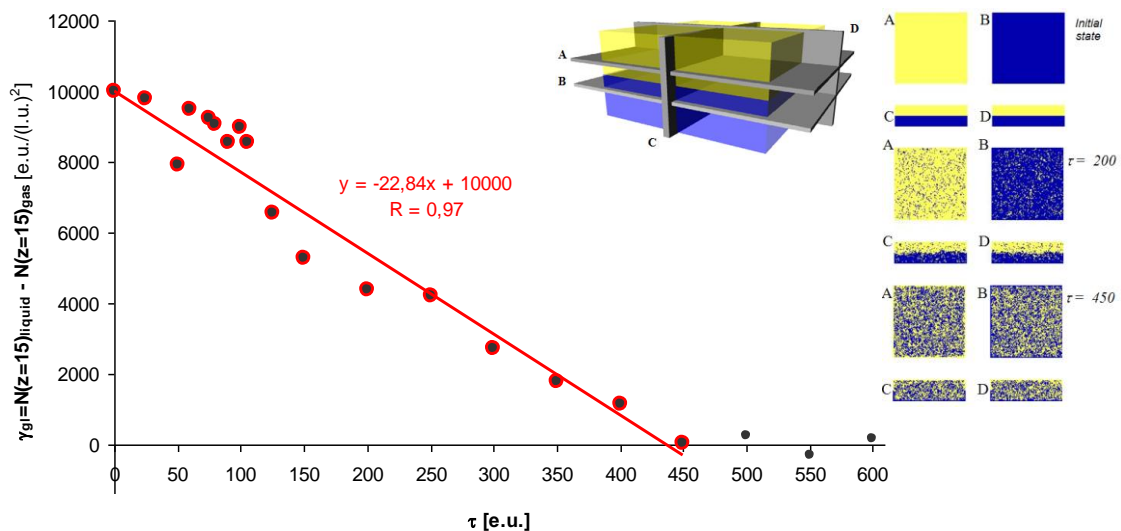 γgl=N(z=15)liquid - N(z=15)gas [e.u./(l.u.)²]
12000
10000
8000
6000
4000
2000
0
y = -22,84x + 10000
R = 0,97
0 50 100 150 200 250 300 350 400 450 500 550 600
τ [e.u.]
A
B
C
D
A B Initial
state
C D
A B τ = 200
C D
A B τ = 450
C D